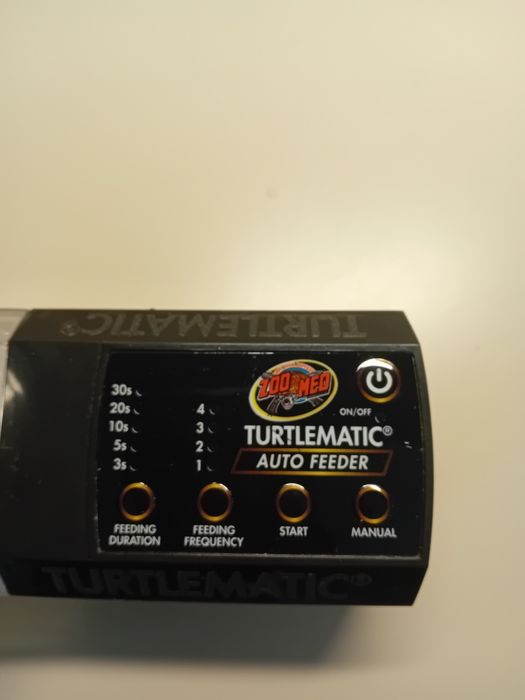 TURTLEMATIC®
ZOO MED
ON/OFF
TURTLEMATIC®
AUTO FEEDER
30s
20s
10s
5s
3s
4
3
2
1
FEEDING
DURATION
FEEDING
FREQUENCY
START
MANUAL
TURTLEMATIC®